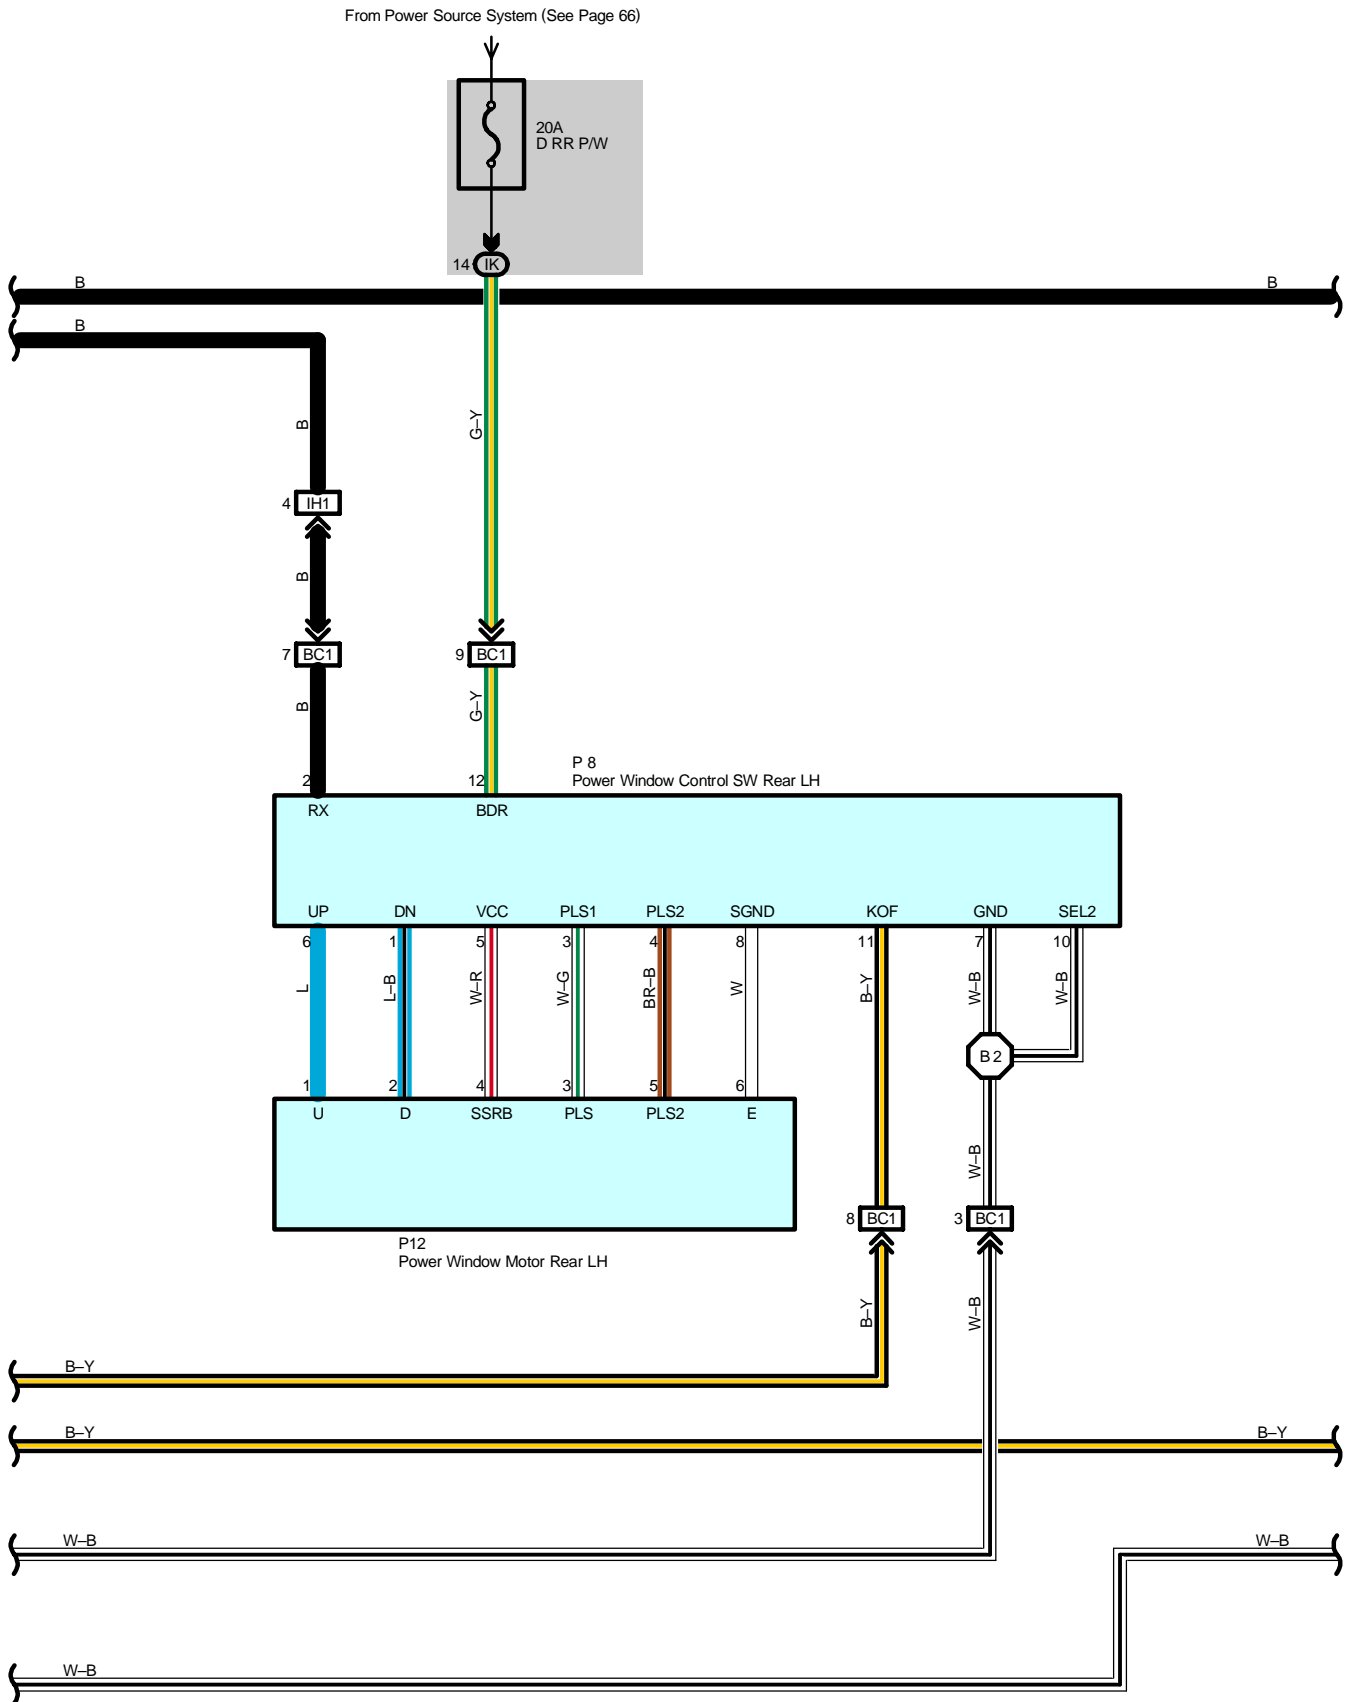 From Power Source System (See Page 66)
20A
D RR P/W
14 IK
B B
B
B G–Y
4 IH1
B
7 BC1 9 BC1
B G–Y
P 8
Power Window Control SW Rear LH
2 12
RX BDR
UP DN VCC PLS1 PLS2 SGND KOF GND SEL2
6 1 5 3 4 8 11 7 10
L L–B W–R W–G BR–B W B–Y W–B W–B
B 2
1 2 4 3 5 6
U D SSRB PLS PLS2 E
W–B
8 BC1 3 BC1
P12
Power Window Motor Rear LH
B–Y W–B
B–Y
B–Y B–Y
W–B W–B
W–B